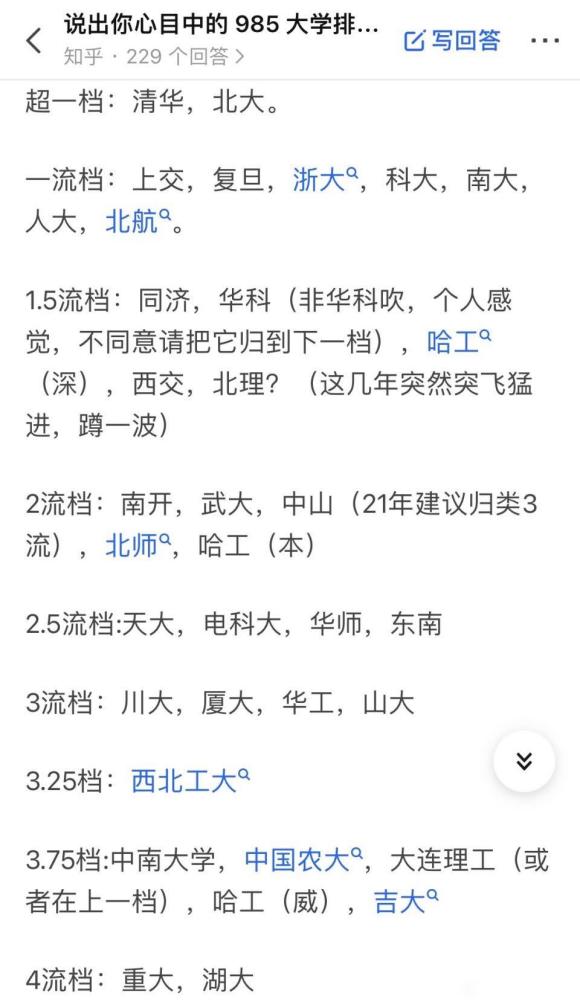 说出你心目中的 985 大学排...
知乎 · 229 个回答 >
写回答
超一档：清华，北大。
一流档：上交，复旦，浙大，科大，南大，
人大，北航。
1.5流档：同济，华科（非华科吹，个人感
觉，不同意请把它归到下一档），哈工
（深），西交，北理？（这几年突然突飞猛
进，蹲一波）
2流档：南开，武大，中山（21年建议归类3
流），北师，哈工（本）
2.5流档:天大，电科大，华师，东南
3流档：川大，厦大，华工，山大
3.25档：西北工大
3.75档:中南大学，中国农大，大连理工（或
者在上一档），哈工（威），吉大
4流档：重大，湖大